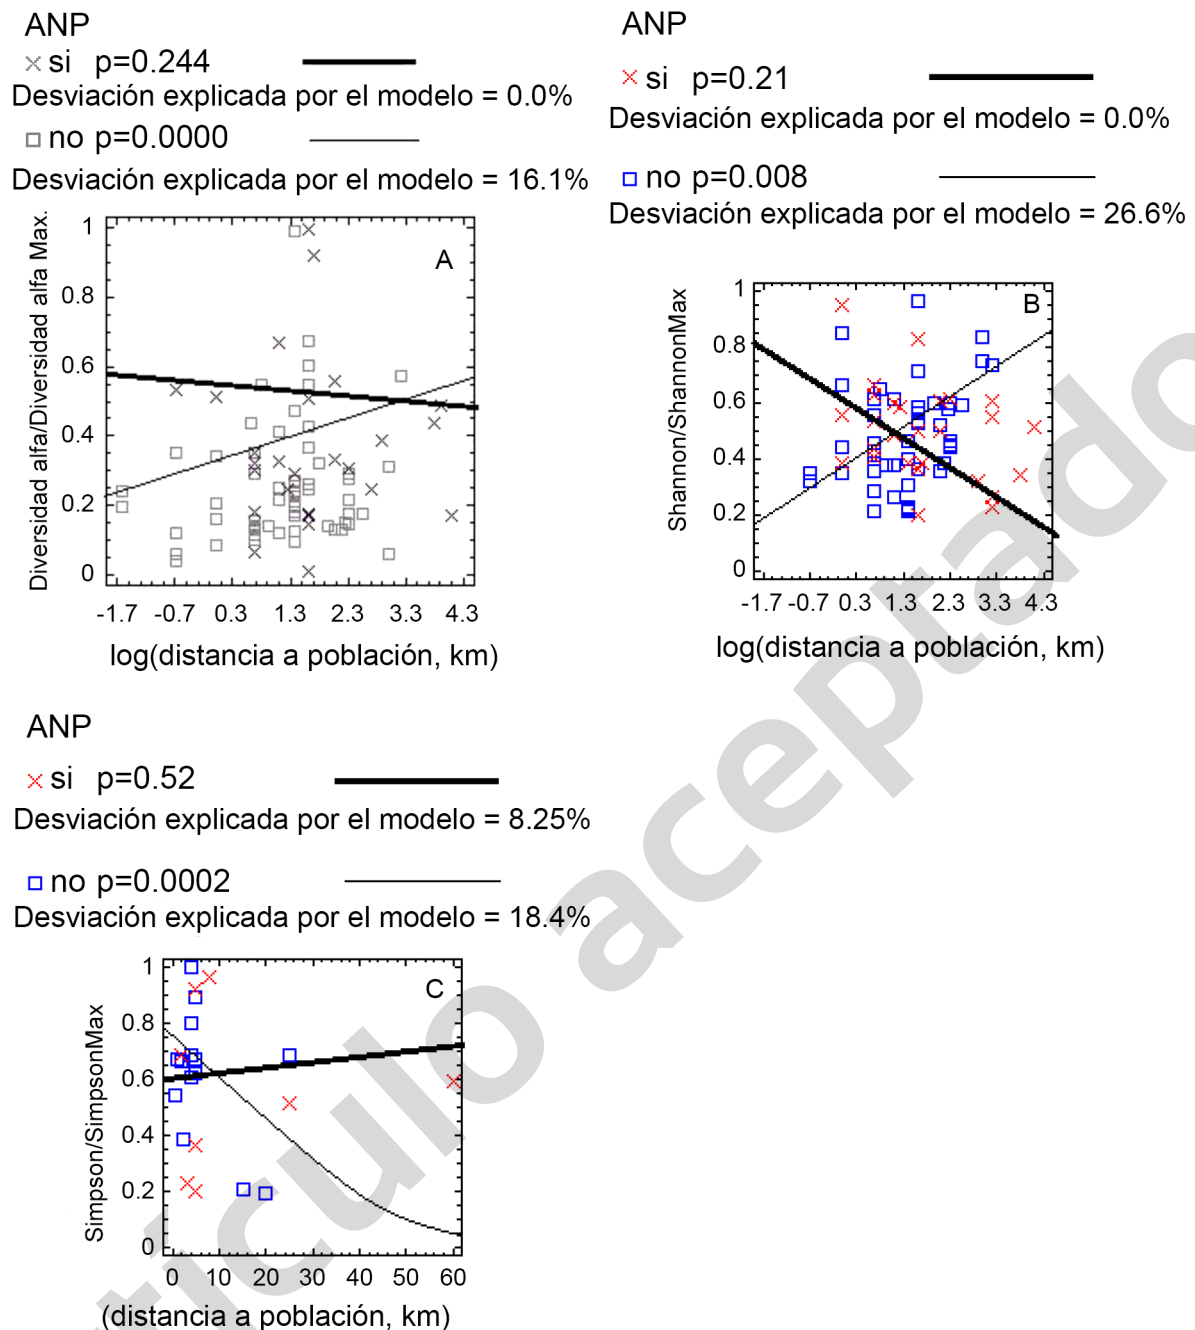 ANP
si p=0.244
Desviación explicada por el modelo = 0.0%
no p=0.0000
Desviación explicada por el modelo = 16.1%
Diversidad alfa/Diversidad alfa Max.
1
0.8
0.6
0.4
0.2
0
A
-1.7 -0.7 0.3 1.3 2.3 3.3 4.3
log(distancia a población, km)
ANP
si p=0.21
Desviación explicada por el modelo = 0.0%
no p=0.008
Desviación explicada por el modelo = 26.6%
Shannon/ShannonMax
1
0.8
0.6
0.4
0.2
0
B
-1.7 -0.7 0.3 1.3 2.3 3.3 4.3
log(distancia a población, km)
ANP
si p=0.52
Desviación explicada por el modelo = 8.25%
no p=0.0002
Desviación explicada por el modelo = 18.4%
Simpson/SimpsonMax
1
0.8
0.6
0.4
0.2
0
C
0 10 20 30 40 50 60
(distancia a población, km)
tículo aceptado